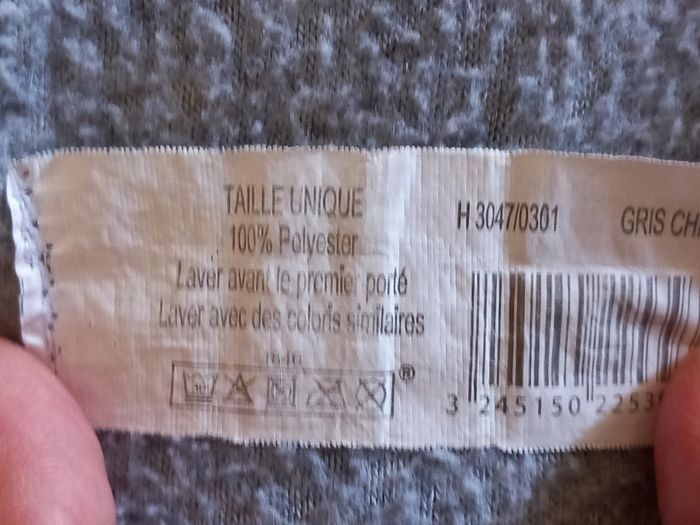 TAILLE UNIQUE
100% Polyester
Laver avant le premier porté
Laver avec des coloris similaires
®
H 3047/0301
GRIS
3 245150